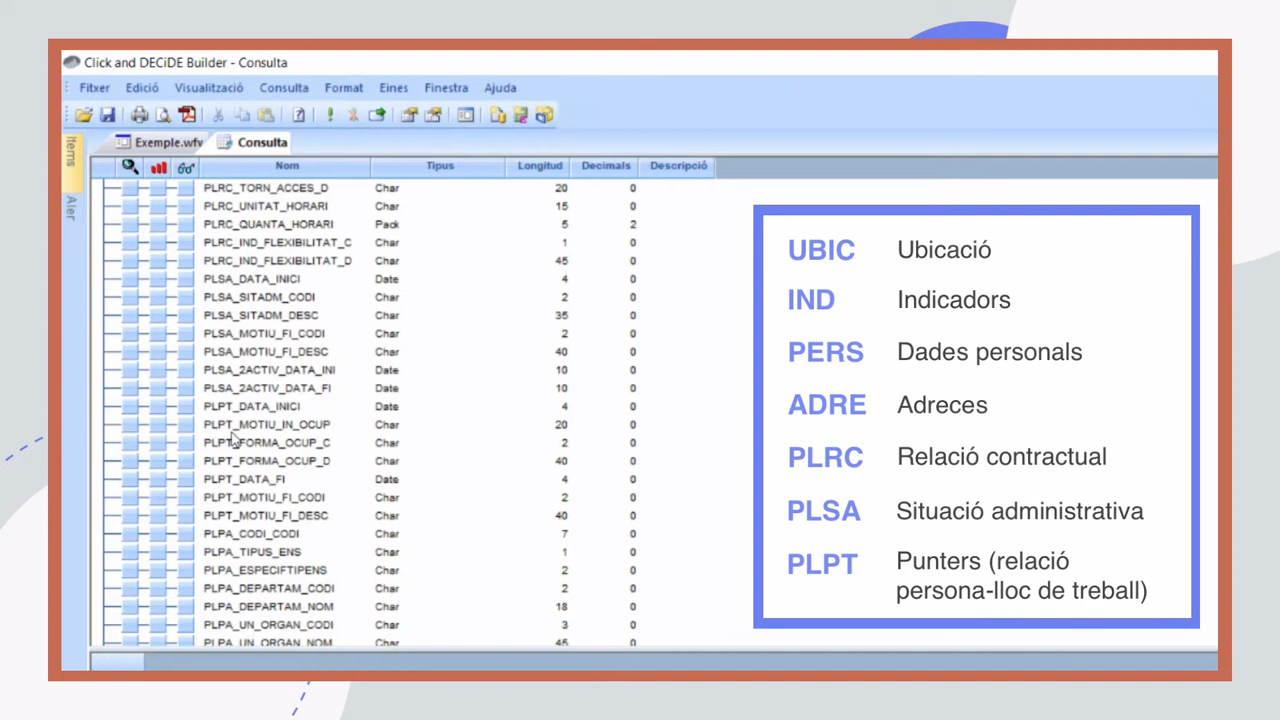 Click and DECiDE Builder - Consulta
Fitxer Edició Visualització Consulta Format Eines Finestra Ajuda
Exemple.wfv Consulta
Items
Aler
Nom Tipus Longitud Decimals Descripció
PLRC_TORN_ACCES_D Char 20 0
PLRC_UNITAT_HORARI Char 15 0
PLRC_QUANTA_HORARI Pack 5 2
PLRC_IND_FLEXIBILITAT_C Char 1 0
PLRC_IND_FLEXIBILITAT_D Char 45 0
PLSA_DATA_INICI Date 4 0
PLSA_SITADM_CODI Char 2 0
PLSA_SITADM_DESC Char 35 0
PLSA_MOTIU_FI_CODI Char 2 0
PLSA_MOTIU_FI_DESC Char 40 0
PLSA_2ACTIV_DATA_INI Date 10 0
PLSA_2ACTIV_DATA_FI Date 10 0
PLPT_DATA_INICI Date 4 0
PLPT_MOTIU_IN_OCUP Char 20 0
PLPT_FORMA_OCUP_C Char 2 0
PLPT_FORMA_OCUP_D Char 40 0
PLPT_DATA_FI Date 4 0
PLPT_MOTIU_FI_CODI Char 2 0
PLPT_MOTIU_FI_DESC Char 40 0
PLPA_CODI_CODI Char 7 0
PLPA_TIPUS_ENS Char 1 0
PLPA_ESPECIFTIPENS Char 2 0
PLPA_DEPARTAM_CODI Char 2 0
PLPA_DEPARTAM_NOM Char 18 0
PLPA_UN_ORGAN_CODI Char 3 0
PLPA_UN_ORGAN_NOM Char 45 0
UBIC Ubicació
IND Indicadors
PERS Dades personals
ADRE Adreces
PLRC Relació contractual
PLSA Situació administrativa
PLPT Punters (relació
persona-lloc de treball)